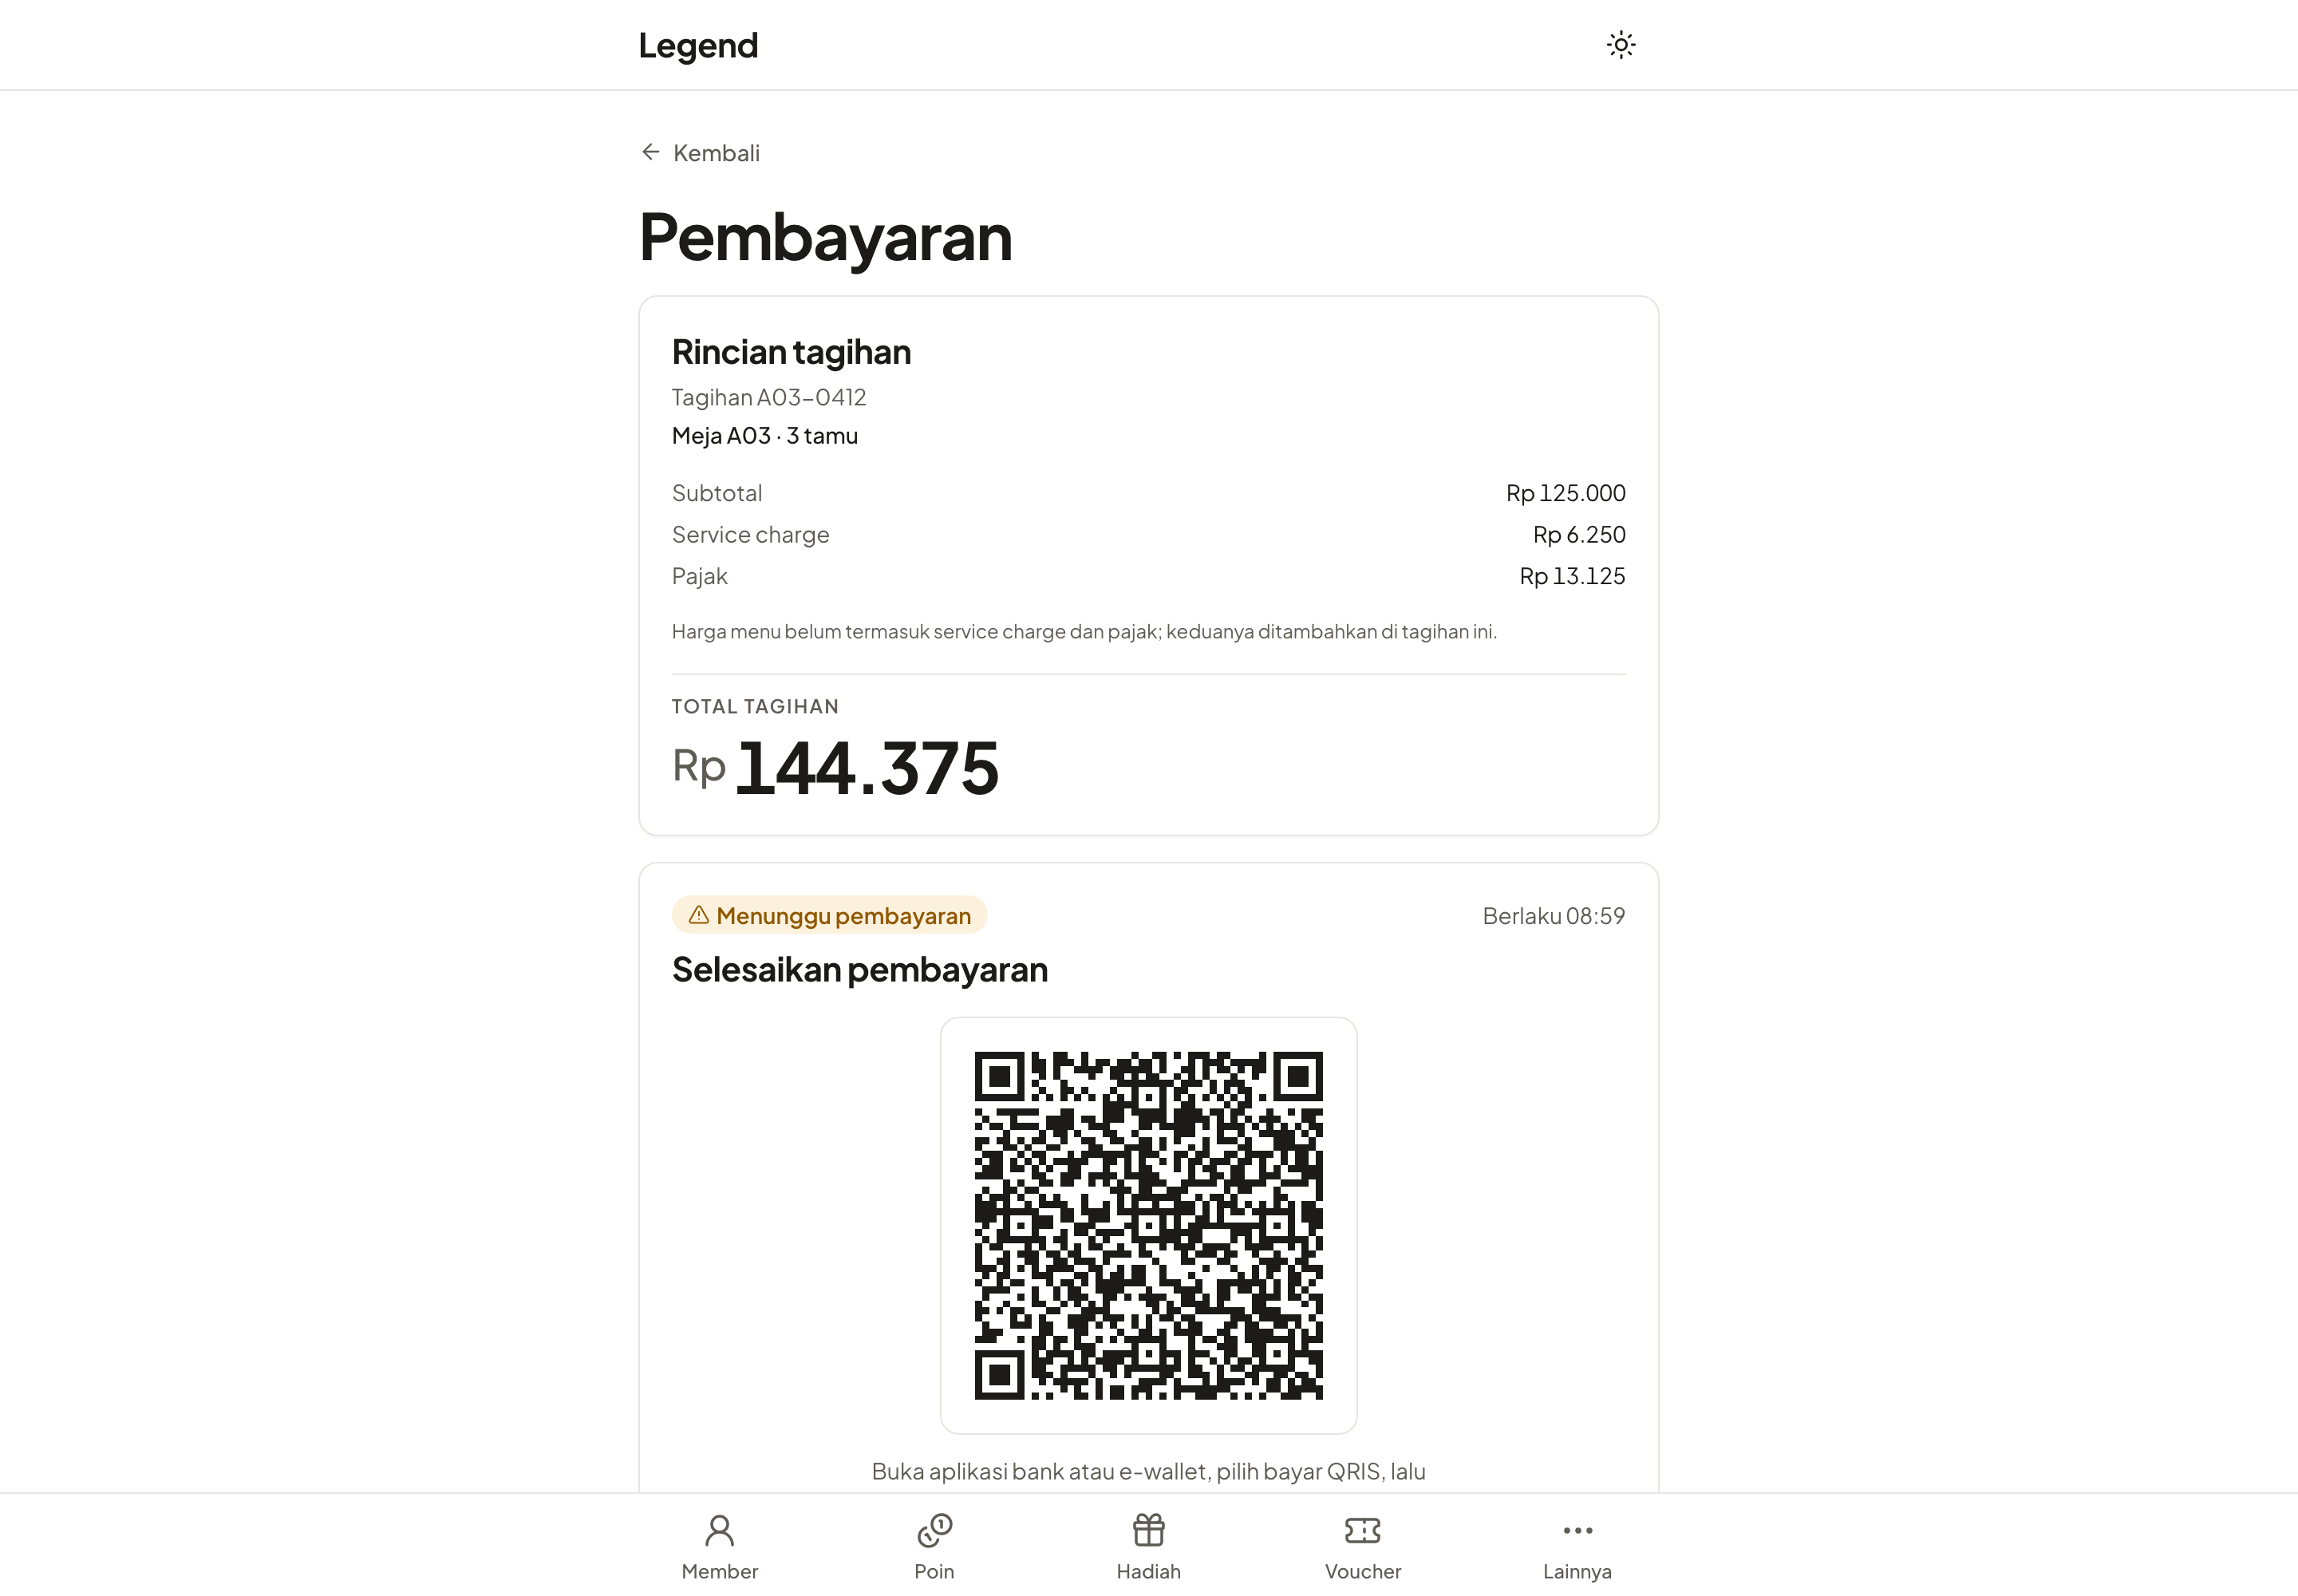 Legend
Kembali
Pembayaran
Rincian tagihan
Tagihan A03–0412
Meja A03 · 3 tamu
Subtotal Rp 125.000
Service charge Rp 6.250
Pajak Rp 13.125
Harga menu belum termasuk service charge dan pajak; keduanya ditambahkan di tagihan ini.
TOTAL TAGIHAN
Rp 144.375
Menunggu pembayaran Berlaku 08:59
Selesaikan pembayaran
Buka aplikasi bank atau e-wallet, pilih bayar QRIS, lalu
Member Poin Hadiah Voucher Lainnya